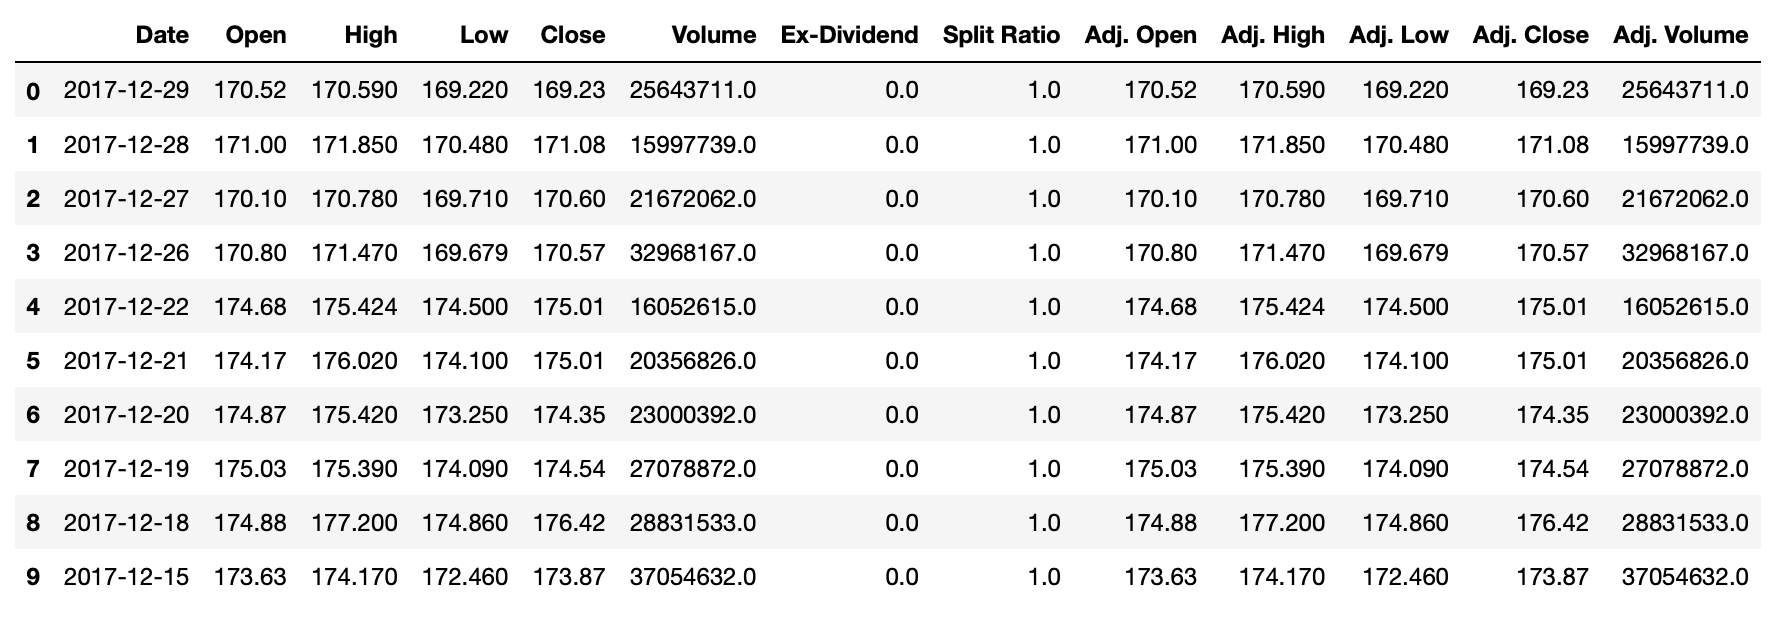 Date Open High Low Close Volume Ex-Dividend Split Ratio Adj. Open Adj. High Adj. Low Adj. Close Adj. Volume
0 2017-12-29 170.52 170.590 169.220 169.23 25643711.0 0.0 1.0 170.52 170.590 169.220 169.23 25643711.0
1 2017-12-28 171.00 171.850 170.480 171.08 15997739.0 0.0 1.0 171.00 171.850 170.480 171.08 15997739.0
2 2017-12-27 170.10 170.780 169.710 170.60 21672062.0 0.0 1.0 170.10 170.780 169.710 170.60 21672062.0
3 2017-12-26 170.80 171.470 169.679 170.57 32968167.0 0.0 1.0 170.80 171.470 169.679 170.57 32968167.0
4 2017-12-22 174.68 175.424 174.500 175.01 16052615.0 0.0 1.0 174.68 175.424 174.500 175.01 16052615.0
5 2017-12-21 174.17 176.020 174.100 175.01 20356826.0 0.0 1.0 174.17 176.020 174.100 175.01 20356826.0
6 2017-12-20 174.87 175.420 173.250 174.35 23000392.0 0.0 1.0 174.87 175.420 173.250 174.35 23000392.0
7 2017-12-19 175.03 175.390 174.090 174.54 27078872.0 0.0 1.0 175.03 175.390 174.090 174.54 27078872.0
8 2017-12-18 174.88 177.200 174.860 176.42 28831533.0 0.0 1.0 174.88 177.200 174.860 176.42 28831533.0
9 2017-12-15 173.63 174.170 172.460 173.87 37054632.0 0.0 1.0 173.63 174.170 172.460 173.87 37054632.0